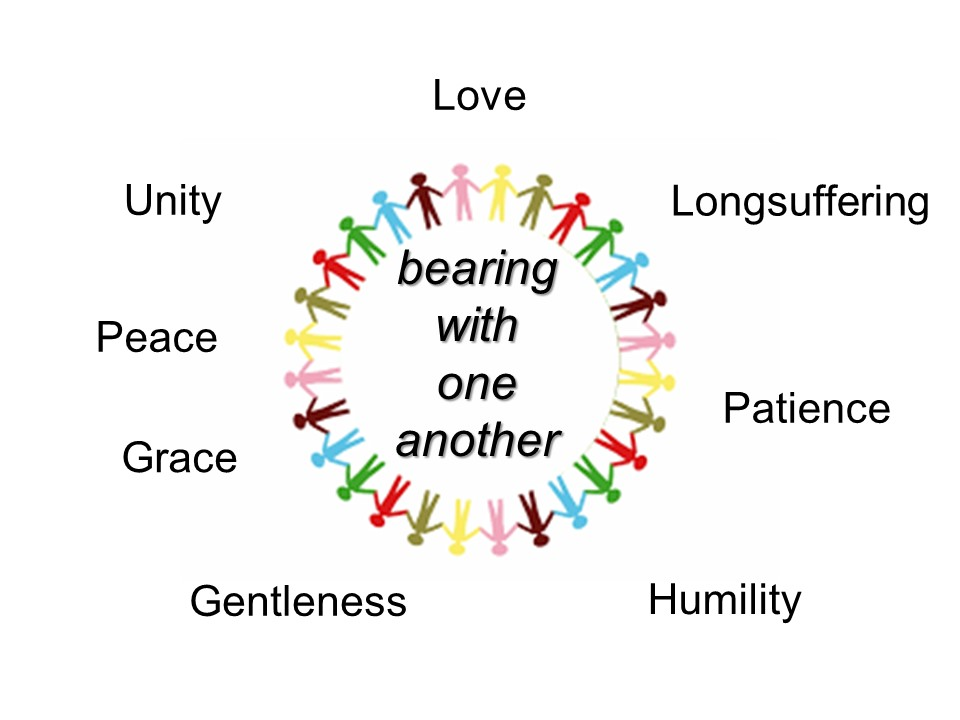 Love
Unity
Longsuffering
bearing
with
one
another
Peace
Patience
Grace
Gentleness
Humility